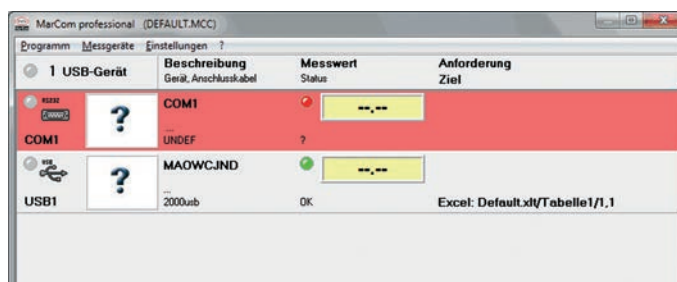 MarCom professional (DEFAULT.MCC)
Programm Messgeräte Einstellungen ?
1 USB-Gerät Beschreibung Messwert Anforderung
Gerät, Anschlusskabel Status Ziel
RS232 COM1 --.--
? ...
COM1 UNDEF ?
USB MAOWCJND --.--
? ...
USB1 2000usb OK Excel: Default.xlt/Tabelle1/1,1